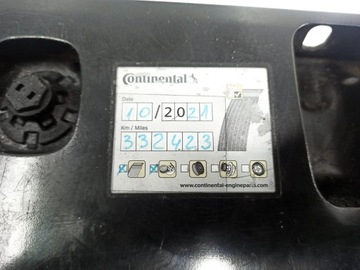 Continental
Date
10/2021
Km / Miles
332423
www.continental-engineparts.com